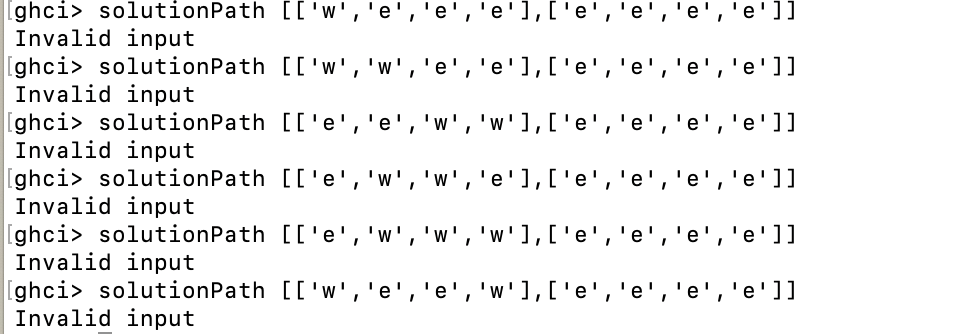 [ghci> solutionPath [['w','e','e','e'],['e','e','e','e']]
Invalid input
[ghci> solutionPath [['w','w','e','e'],['e','e','e','e']]
Invalid input
[ghci> solutionPath [['e','e','w','w'],['e','e','e','e']]
Invalid input
[ghci> solutionPath [['e','w','w','e'],['e','e','e','e']]
Invalid input
[ghci> solutionPath [['e','w','w','w'],['e','e','e','e']]
Invalid input
[ghci> solutionPath [['w','e','e','w'],['e','e','e','e']]
Invalid input